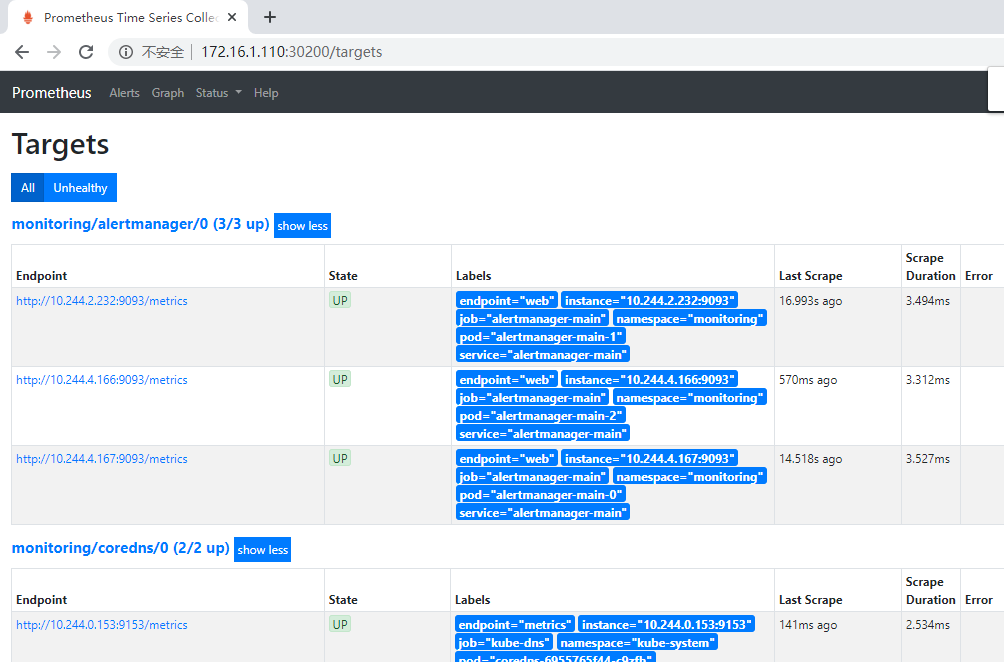 Prometheus Time Series Collec
不安全 172.16.1.110:30200/targets
Prometheus Alerts Graph Status Help
Targets
All Unhealthy
monitoring/alertmanager/0 (3/3 up) show less
Endpoint State Labels Last Scrape Scrape Duration Error
http://10.244.2.232:9093/metrics UP endpoint="web" instance="10.244.2.232:9093" 16.993s ago 3.494ms
job="alertmanager-main" namespace="monitoring"
pod="alertmanager-main-1"
service="alertmanager-main"
http://10.244.4.166:9093/metrics UP endpoint="web" instance="10.244.4.166:9093" 570ms ago 3.312ms
job="alertmanager-main" namespace="monitoring"
pod="alertmanager-main-2"
service="alertmanager-main"
http://10.244.4.167:9093/metrics UP endpoint="web" instance="10.244.4.167:9093" 14.518s ago 3.527ms
job="alertmanager-main" namespace="monitoring"
pod="alertmanager-main-0"
service="alertmanager-main"
monitoring/coredns/0 (2/2 up) show less
Endpoint State Labels Last Scrape Scrape Duration Error
http://10.244.0.153:9153/metrics UP endpoint="metrics" instance="10.244.0.153:9153" 141ms ago 2.534ms
job="kube-dns" namespace="kube-system"
pod="coredns-6955765f44-c9zfb"